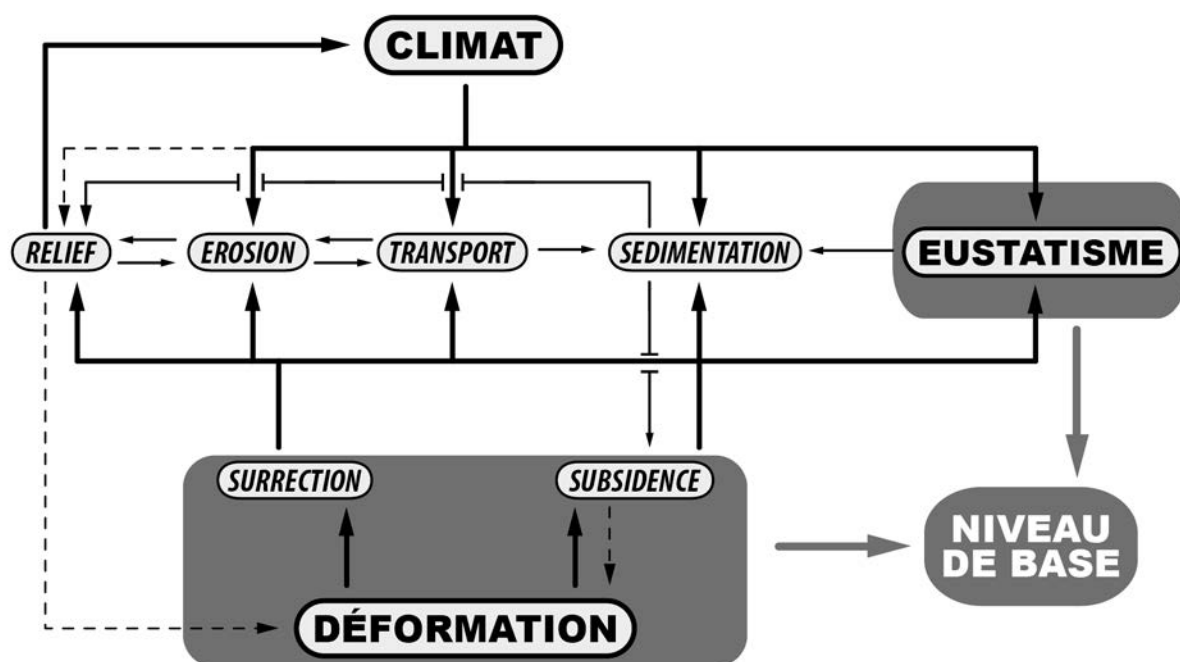 CLIMAT
RELIEF
EROSION
TRANSPORT
SEDIMENTATION
EUSTATISME
SURRECTION
SUBSIDENCE
NIVEAU
DE BASE
DÉFORMATION